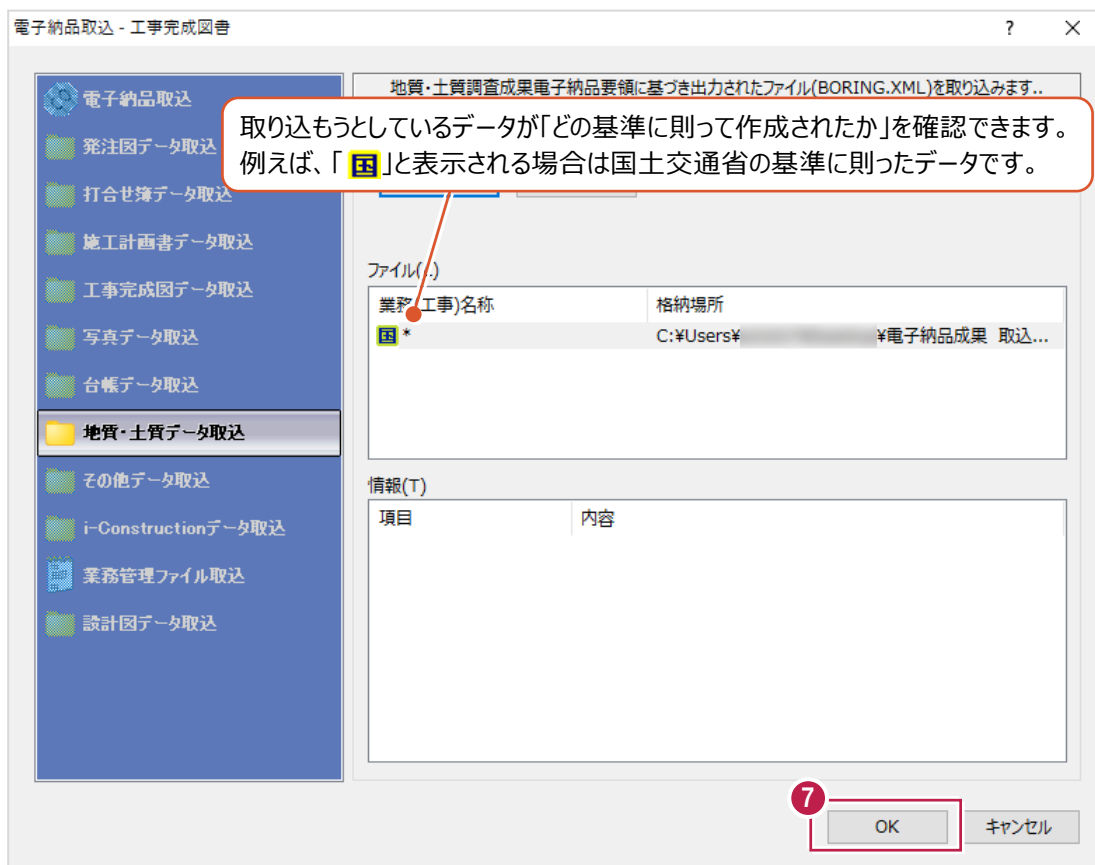 電子納品取込 - 工事完成図書
電子納品取込
発注図データ取込
打合せ簿データ取込
施工計画書データ取込
工事完成図データ取込
写真データ取込
台帳データ取込
地質・土質データ取込
その他データ取込
i-Constructionデータ取込
業務管理ファイル取込
設計図データ取込
地質・土質調査成果電子納品要領に基づき出力されたファイル(BORING.XML)を取り込みます..
取り込もうとしているデータが「どの基準に則って作成されたか」を確認できます。
例えば、「国」と表示される場合は国土交通省の基準に則ったデータです。
ファイル(
業務(工事)名称 格納場所
国 * C:¥Users¥ ¥電子納品成果 取込...
情報(T)
項目 内容
7
OK キャンセル